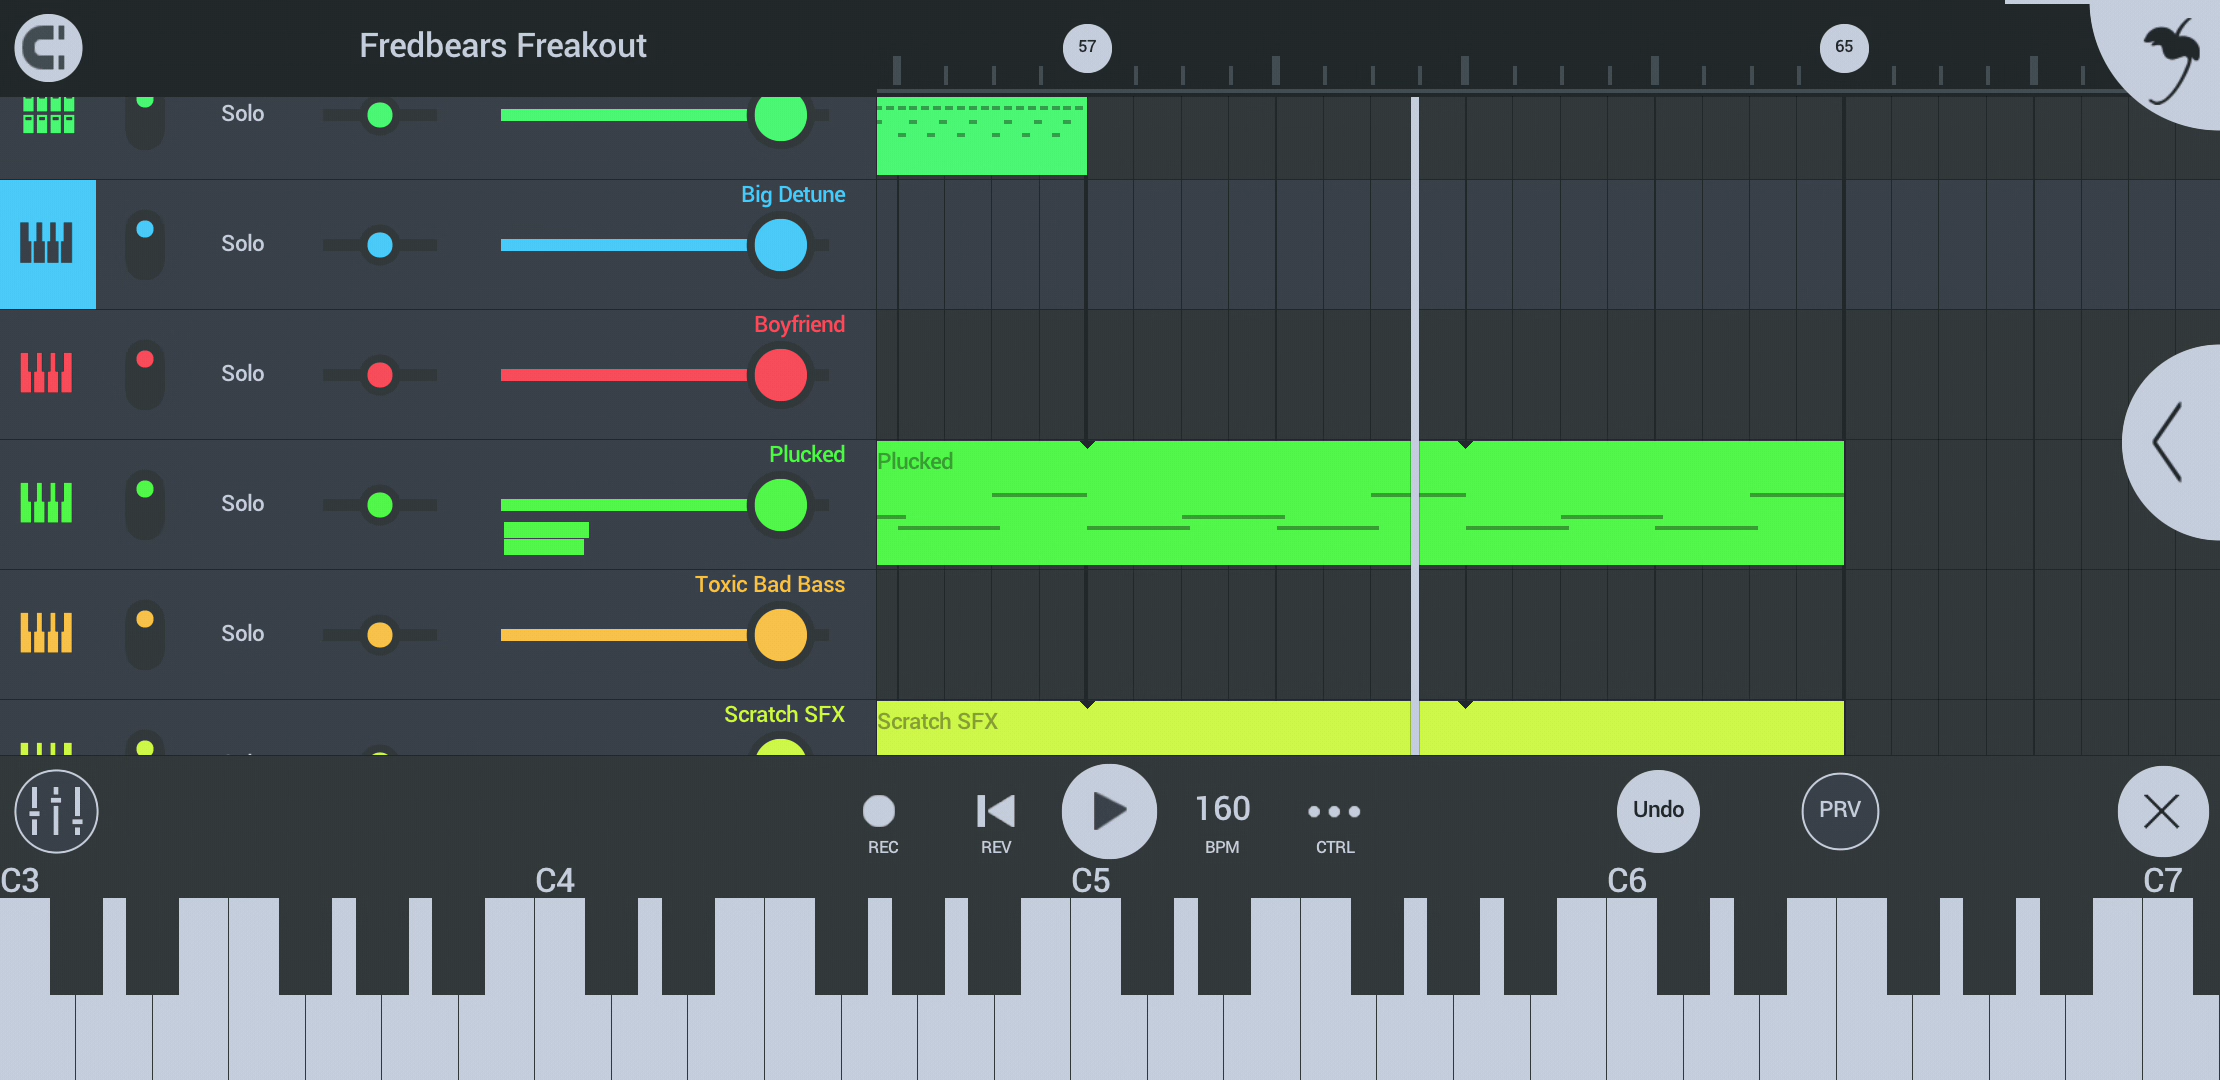 Fredbears Freakout
57
65
Solo
Big Detune
Solo
Boyfriend
Solo
Plucked
Plucked
Solo
Toxic Bad Bass
Solo
Scratch SFX
Scratch SFX
160
Undo
PRV
REC
REV
BPM
CTRL
C3
C4
C5
C6
C7